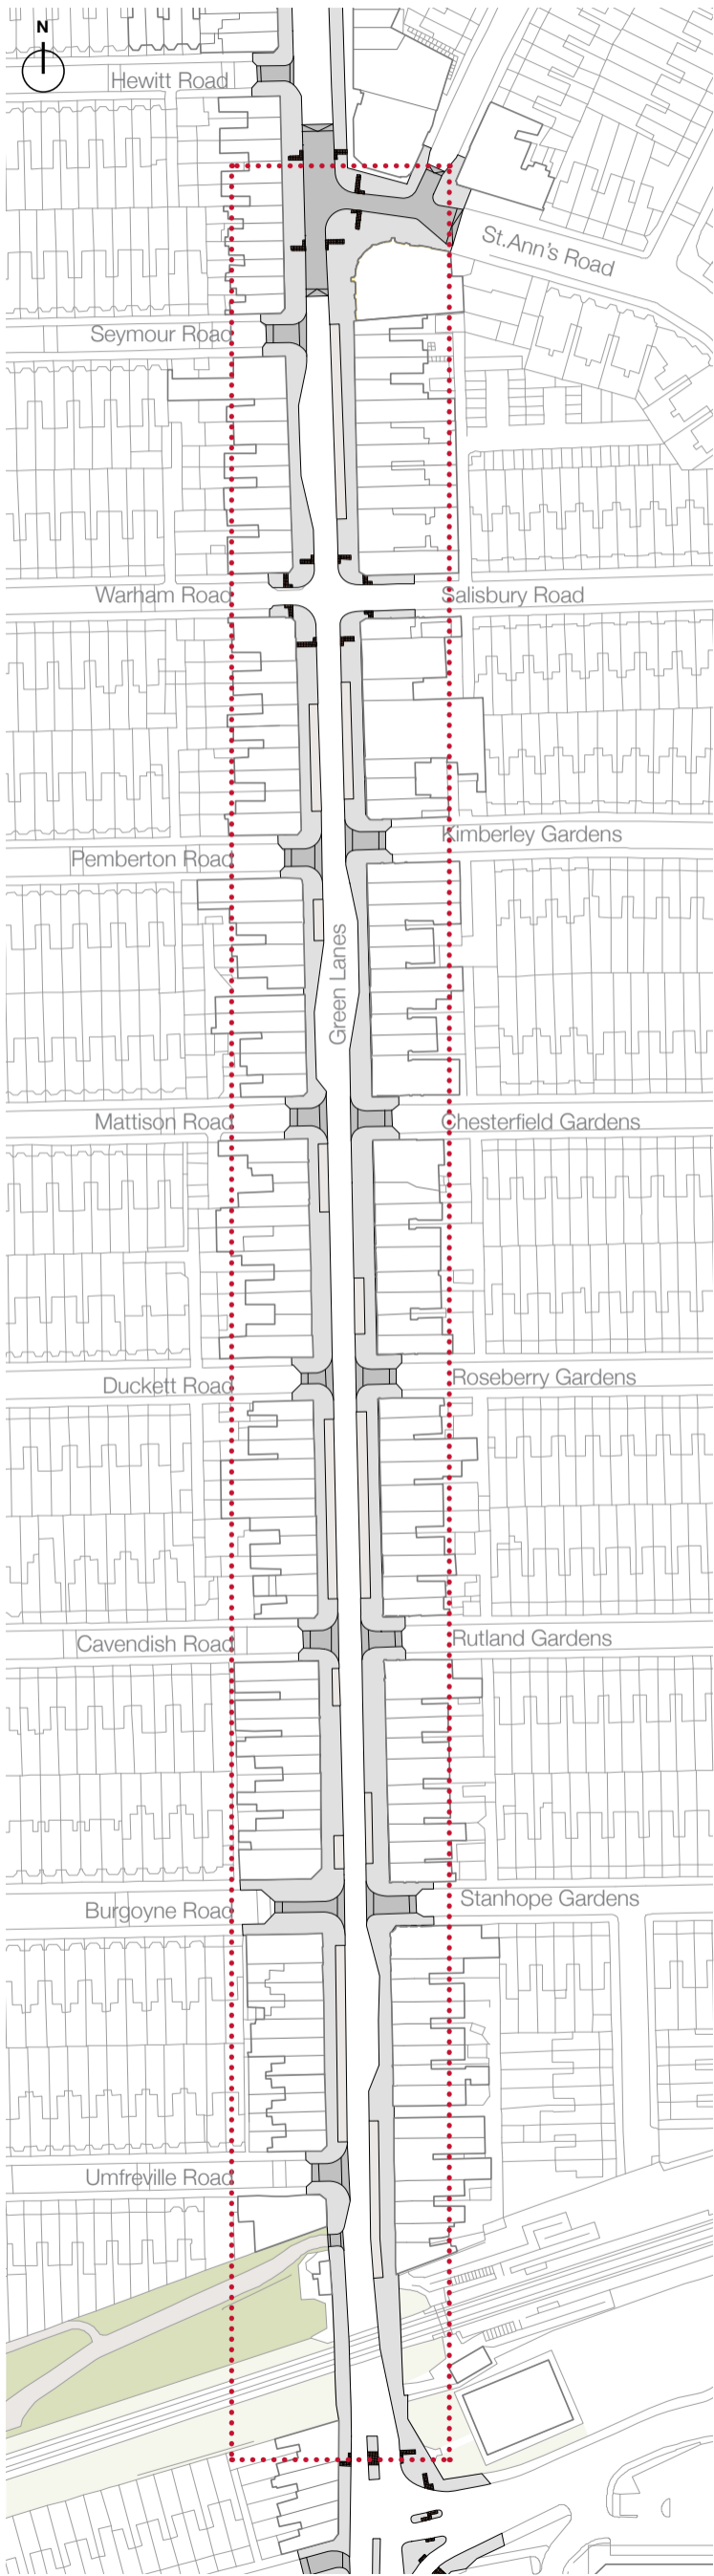 N
Hewitt Road
St.Ann's Road
Seymour Road
Warham Road
Salisbury Road
Kimberley Gardens
Pemberton Road
Green Lanes
Mattison Road
Chesterfield Gardens
Duckett Road
Roseberry Gardens
Cavendish Road
Rutland Gardens
Burgoyne Road
Stanhope Gardens
Umfreville Road